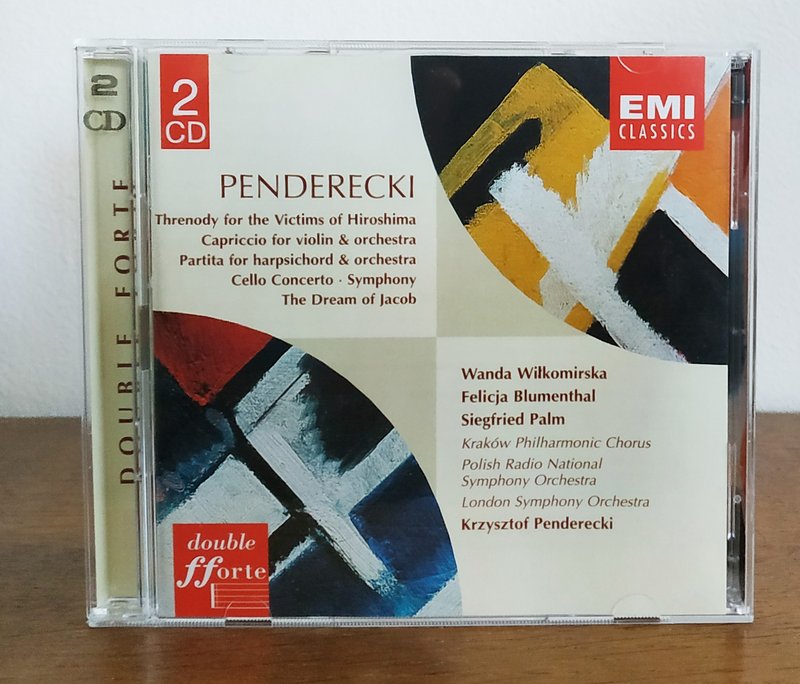 2
CD
DOUBLE FORTE
2
CD
EMI
CLASSICS
PENDERECKI
Threnody for the Victims of Hiroshima
Capriccio for violin & orchestra
Partita for harpsichord & orchestra
Cello Concerto · Symphony
The Dream of Jacob
Wanda Wiłkomirska
Felicja Blumenthal
Siegfried Palm
Kraków Philharmonic Chorus
Polish Radio National
Symphony Orchestra
London Symphony Orchestra
Krzysztof Penderecki
double
fforte